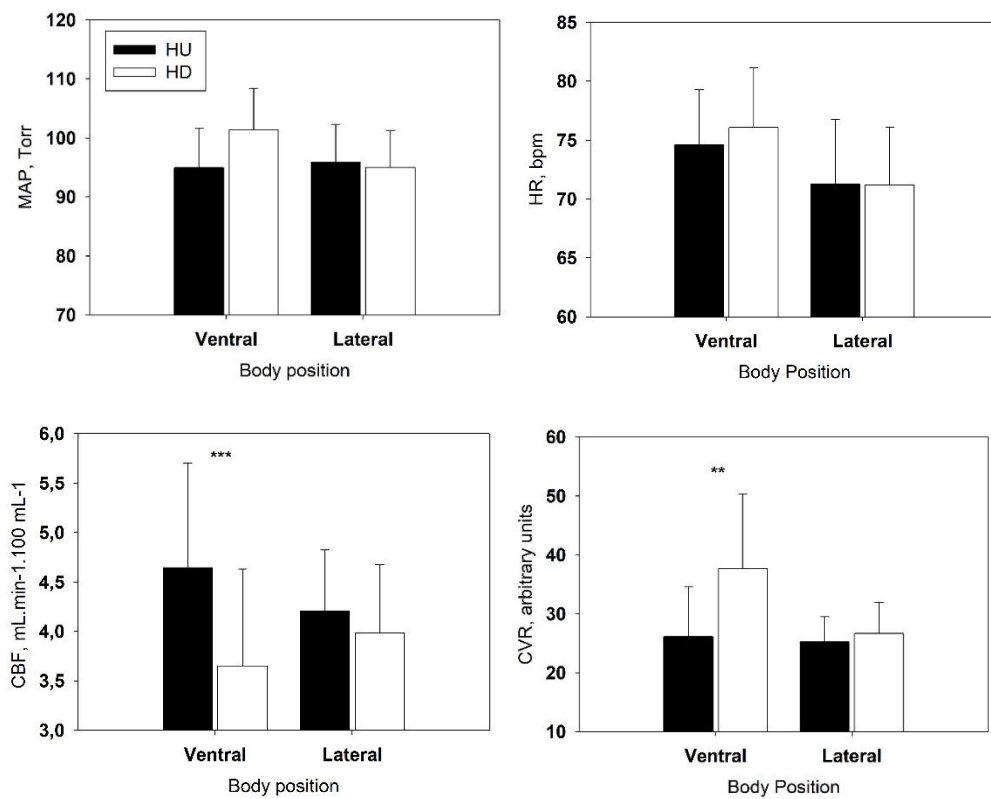 120
110
100
90
80
70
MAP, Torr
HU
HD
Ventral Lateral
Body position
85
80
75
70
65
60
HR, bpm
Ventral Lateral
Body Position
6,0
5,5
5,0
4,5
4,0
3,5
3,0
CBF, mL.min-1.100 mL-1
***
Ventral Lateral
Body position
60
50
40
30
20
10
CVR, arbitrary units
**
Ventral Lateral
Body Position